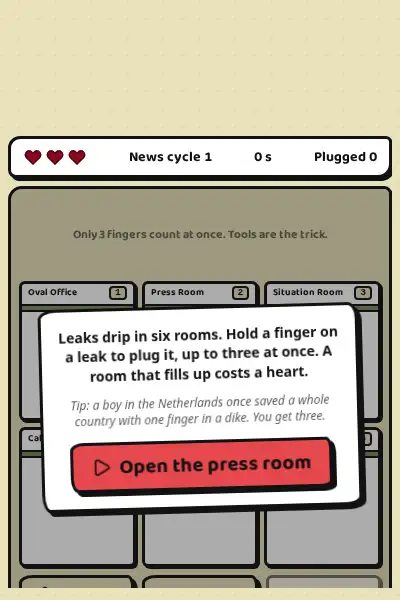 News cycle 1 0 s Plugged 0
Only 3 fingers count at once. Tools are the trick.
Oval Office 1 Press Room 2 Situation Room 3
Leaks drip in six rooms. Hold a finger on
a leak to plug it, up to three at once. A
room that fills up costs a heart.
Tip: a boy in the Netherlands once saved a whole
country with one finger in a dike. You get three.
Open the press room